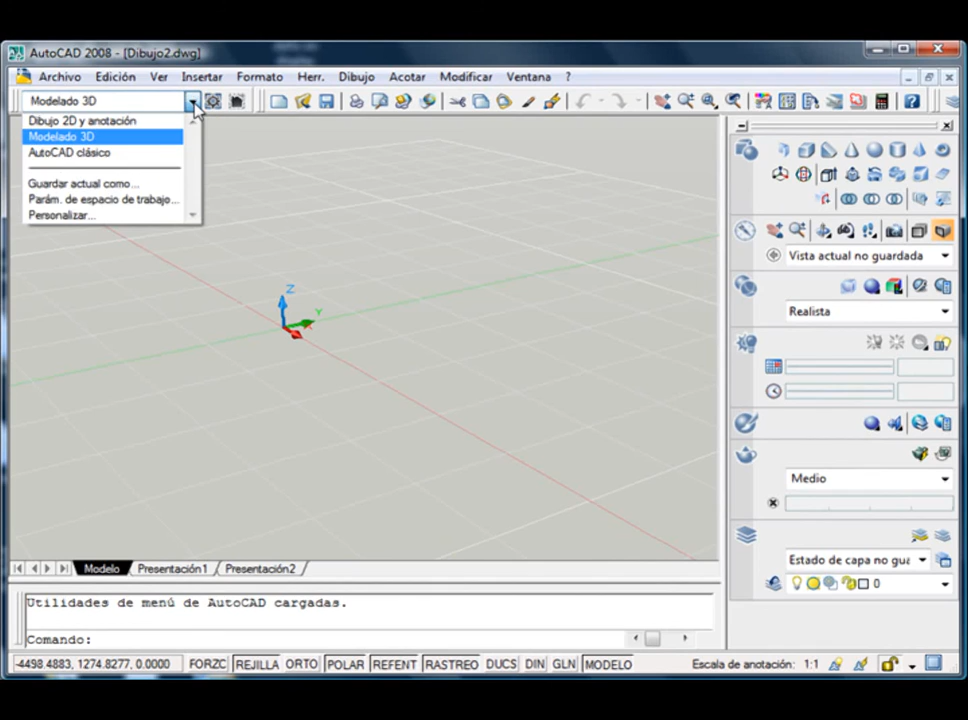 AutoCAD 2008 - [Dibujo2.dwg]
Archivo Edición Ver Insertar Formato Herr. Dibujo Acotar Modificar Ventana ?
Modelado 3D
Dibujo 2D y anotación
Modelado 3D
AutoCAD clásico
Guardar actual como...
Parám. de espacio de trabajo...
Personalizar...
Z
Y
Vista actual no guardada
Realista
Medio
Estado de capa no gua
0
Modelo Presentación1 Presentación2
Utilidades de menú de AutoCAD cargadas.
Comando:
-4498.4883, 1274.8277, 0.0000 FORZC REJILLA ORTO POLAR REFENT RASTREO DUCS DIN GLN MODELO Escala de anotación: 1:1